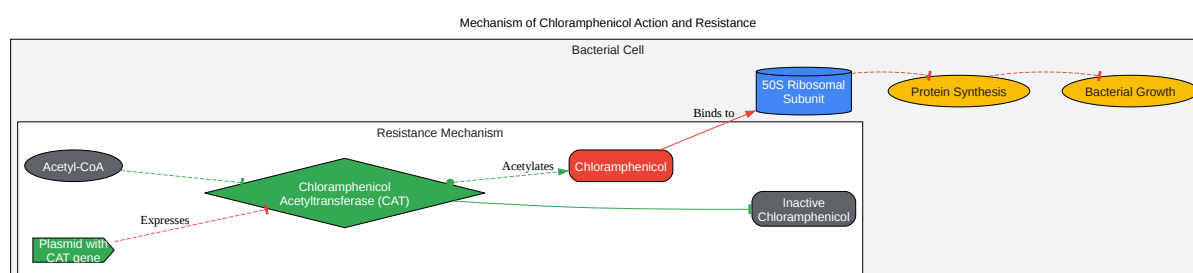 Mechanism of Chloramphenicol Action and Resistance
Bacterial Cell
50S Ribosomal
Subunit
Protein Synthesis
Bacterial Growth
Binds to
Resistance Mechanism
Acetyl-CoA
Acetylates
Chloramphenicol
Chloramphenicol
Acetyltransferase (CAT)
Inactive
Chloramphenicol
Expresses
Plasmid with
CAT gene